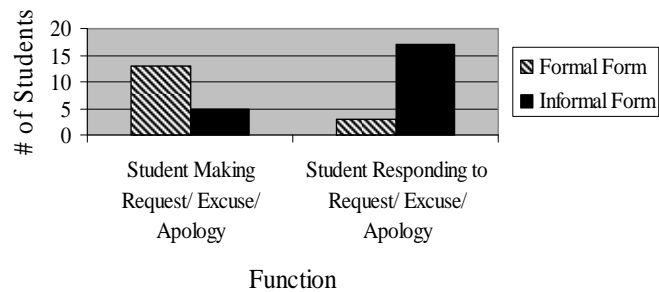 # of Students
20
15
10
5
0
Student Making
Request/ Excuse/
Apology
Student Responding to
Request/ Excuse/
Apology
Function
Formal Form
Informal Form